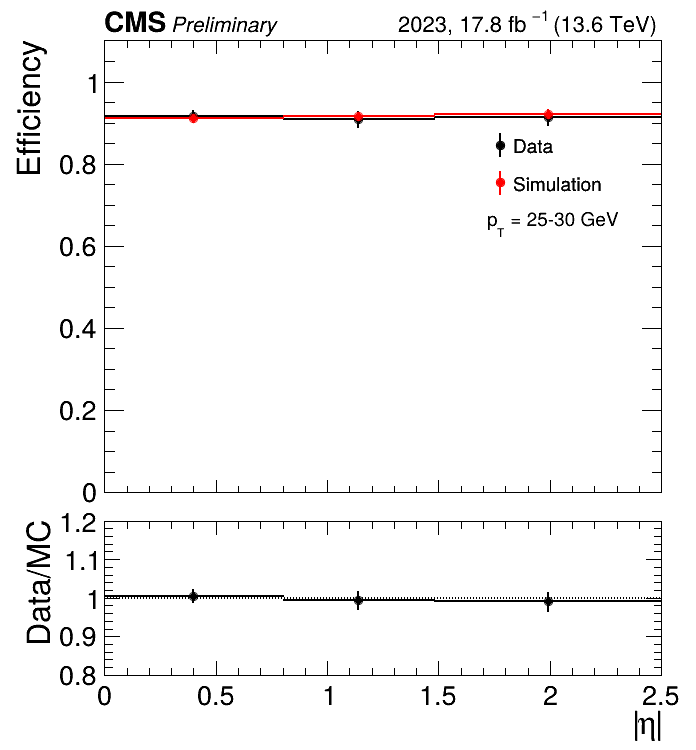 CMS Preliminary 2023, 17.8 fb⁻¹ (13.6 TeV)
Efficiency
1
0.8
0.6
0.4
0.2
0
Data
Simulation
p_T = 25-30 GeV
Data/MC
1.2
1.1
1
0.9
0.8
0 0.5 1 1.5 2 2.5
|η|